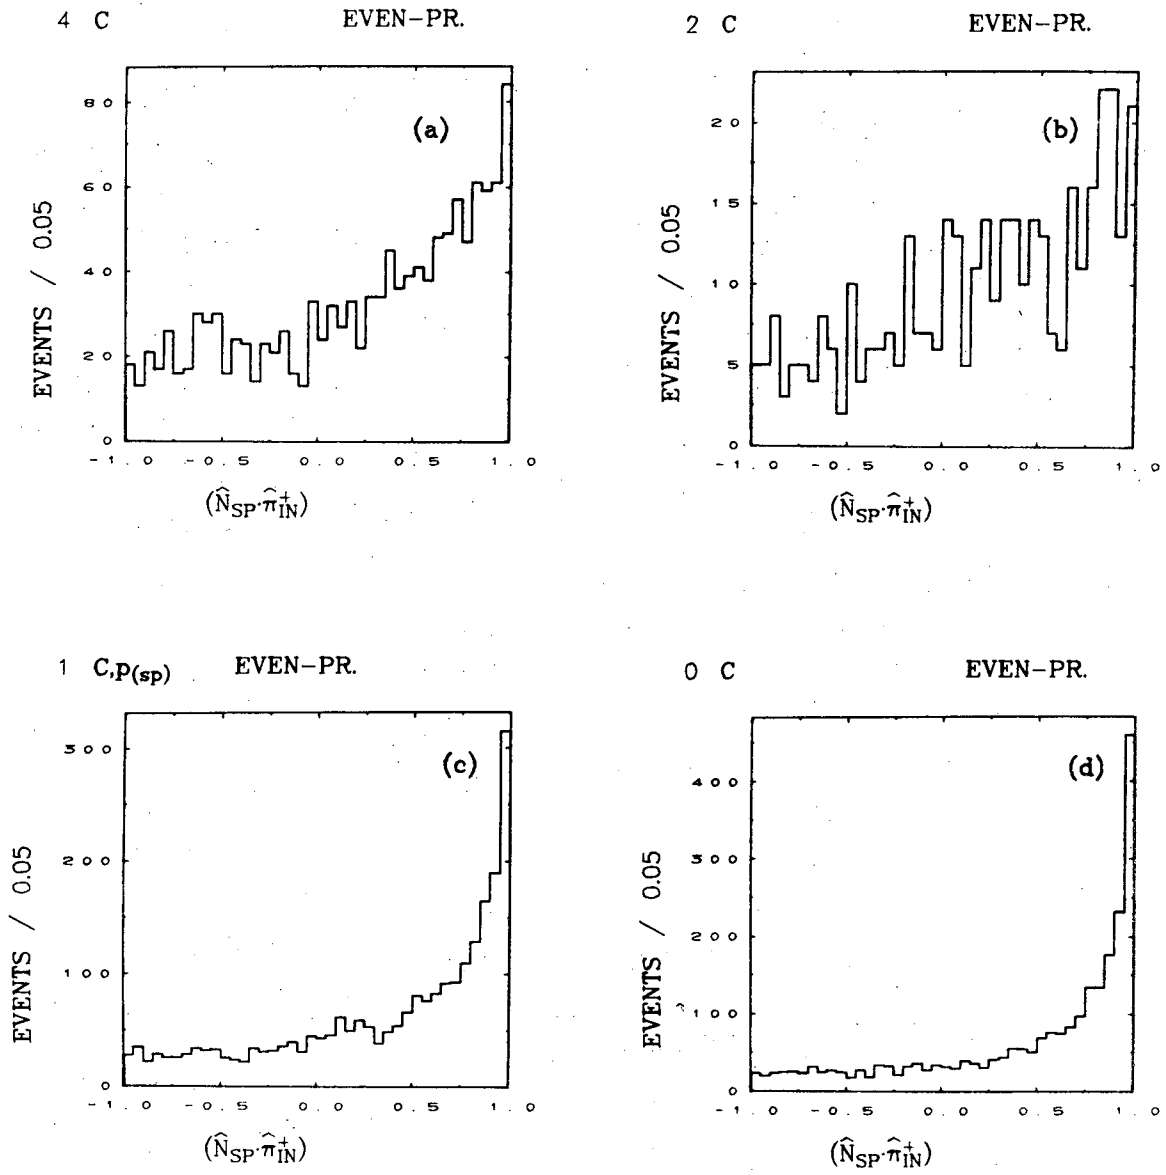 4 C EVEN-PR.
(a)
80
60
40
20
0
EVENTS / 0.05
-1.0 -0.5 0.0 0.5 1.0
(N̂SP·π̂+IN)
2 C EVEN-PR.
(b)
20
15
10
5
0
EVENTS / 0.05
-1.0 -0.5 0.0 0.5 1.0
(N̂SP·π̂+IN)
1 C,p(sp) EVEN-PR.
(c)
300
200
100
0
EVENTS / 0.05
-1.0 -0.5 0.0 0.5 1.0
(N̂SP·π̂+IN)
0 C EVEN-PR.
(d)
400
300
200
100
0
EVENTS / 0.05
-1.0 -0.5 0.0 0.5 1.0
(N̂SP·π̂+IN)